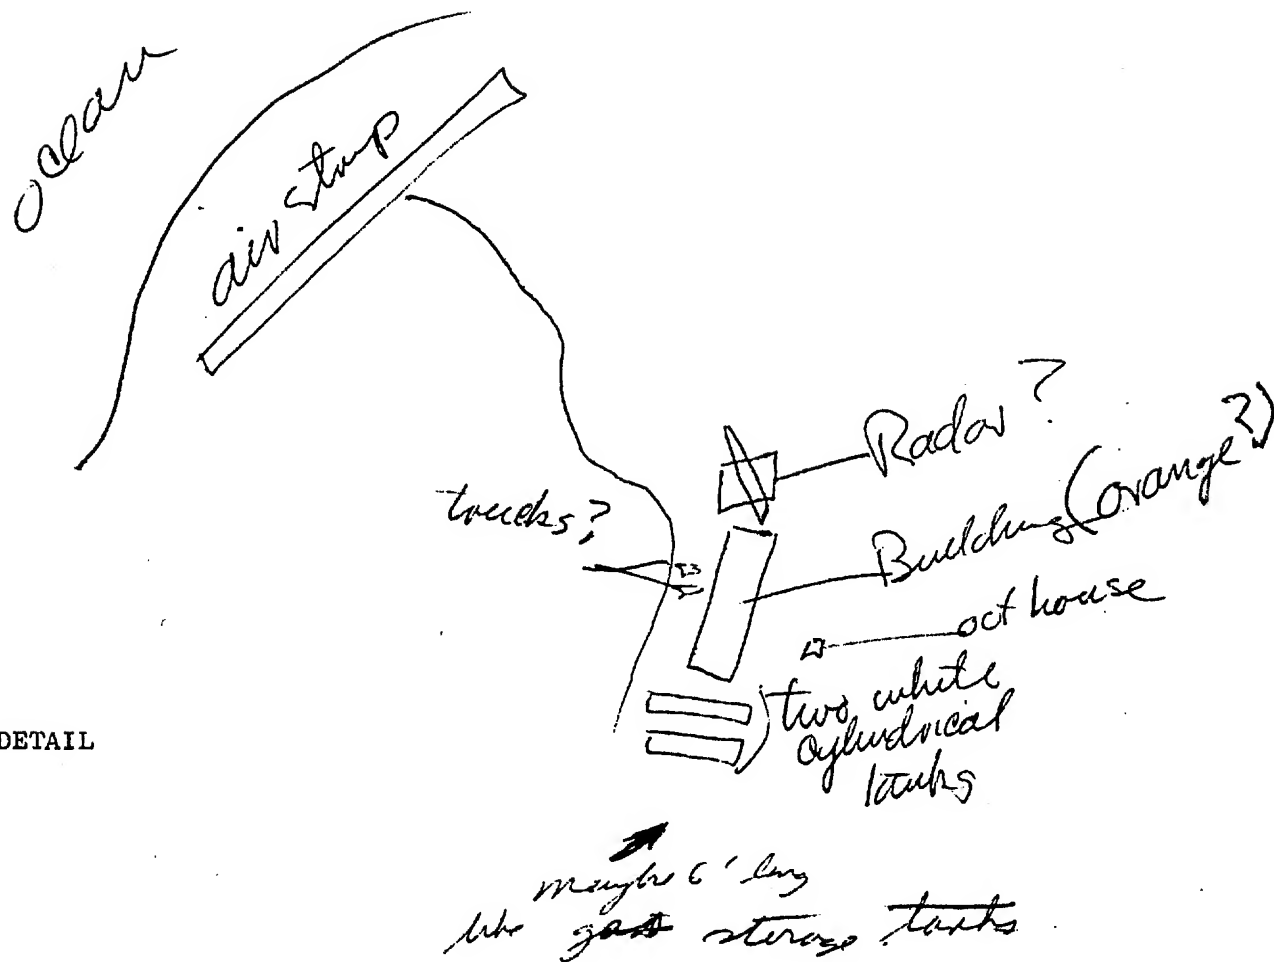 ocean
air strip
Radar?
trucks?
Building (orange?)
out house
two white
cylindrical
tanks
DETAIL
maybe 6' long
like gas storage tanks